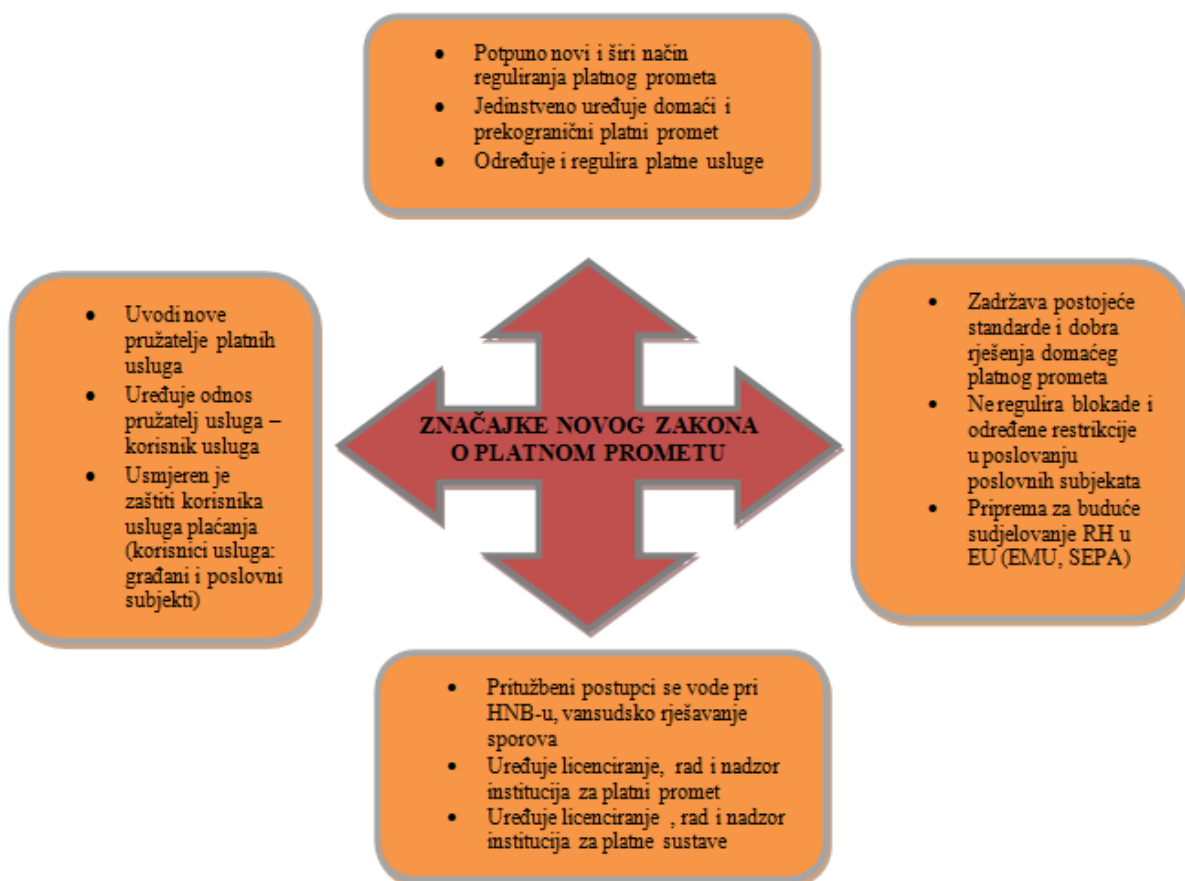 Potpuno novi i širi način
reguliranja platnog prometa
Jedinstveno uređuje domaći i
prekogranični platni promet
Određuje i regulira platne usluge
Uvodi nove
pružatelje platnih
usluga
Uređuje odnos
pružatelj usluga –
korisnik usluga
Usmjeren je
zaštiti korisnika
usluga plaćanja
(korisnici usluga:
građani i poslovni
subjekti)
ZNAČAJKE NOVOG ZAKONA
O PLATNOM PROMETU
Zadržava postojeće
standarde i dobra
rješenja domaćeg
platnog prometa
Ne regulira blokade i
određene restrikcije
u poslovanju
poslovnih subjekata
Priprema za buduće
sudjelovanje RH u
EU (EMU, SEPA)
Pritužbeni postupci se vode pri
HNB-u, vansudsko rješavanje
sporova
Uređuje licenciranje, rad i nadzor
institucija za platni promet
Uređuje licenciranje , rad i nadzor
institucija za platne sustave